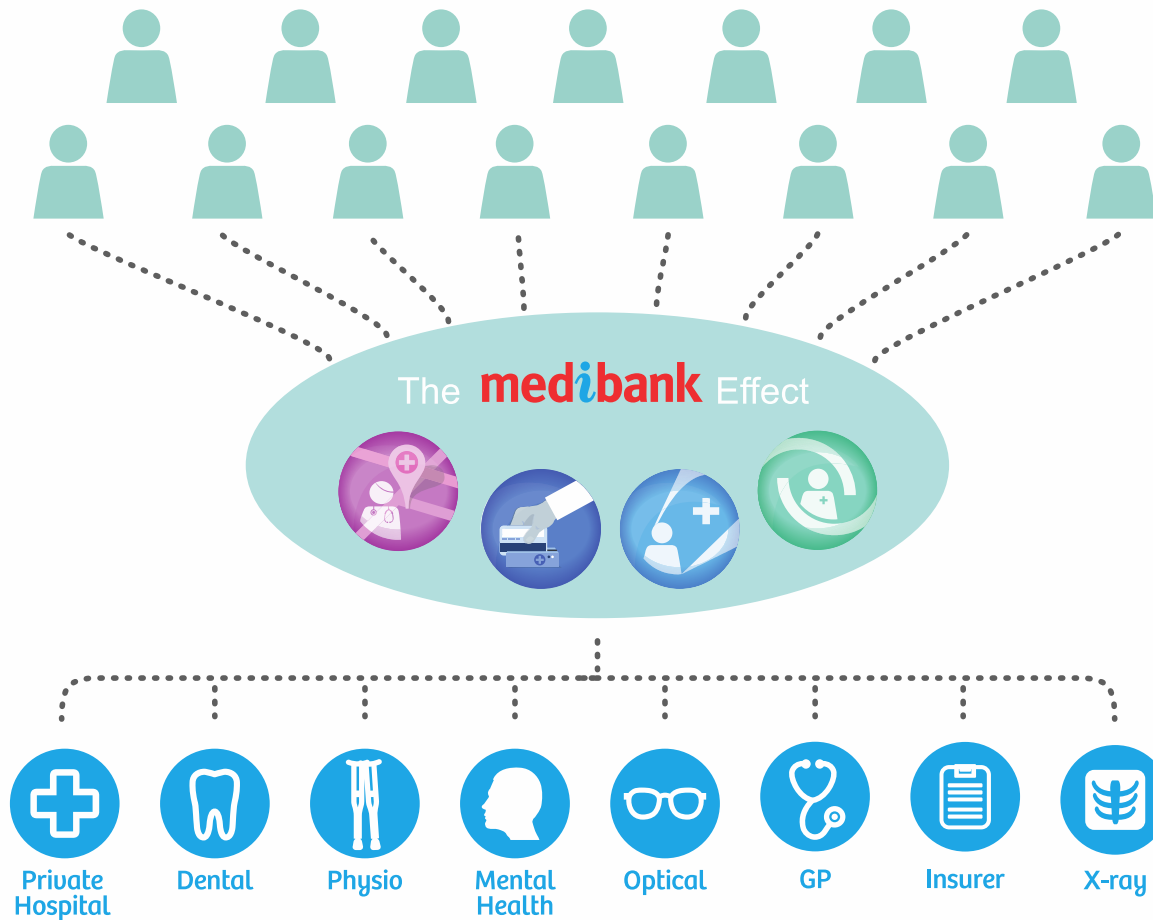 The medibank Effect
Private
Hospital
Dental
Physio
Mental
Health
Optical
GP
Insurer
X-ray